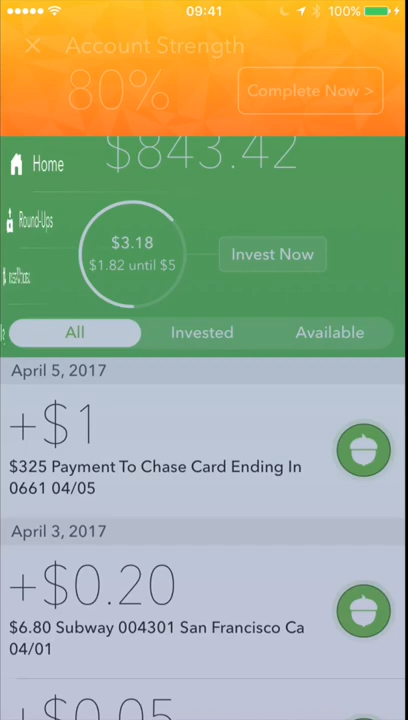 09:41
100%
Account Strength
80%
Complete Now >
$843.42
Home
Round-Ups
$3.18
$1.82 until $5
Invest Now
All
Invested
Available
April 5, 2017
+$1
$325 Payment To Chase Card Ending In
0661 04/05
April 3, 2017
+$0.20
$6.80 Subway 004301 San Francisco Ca
04/01
+$0.05